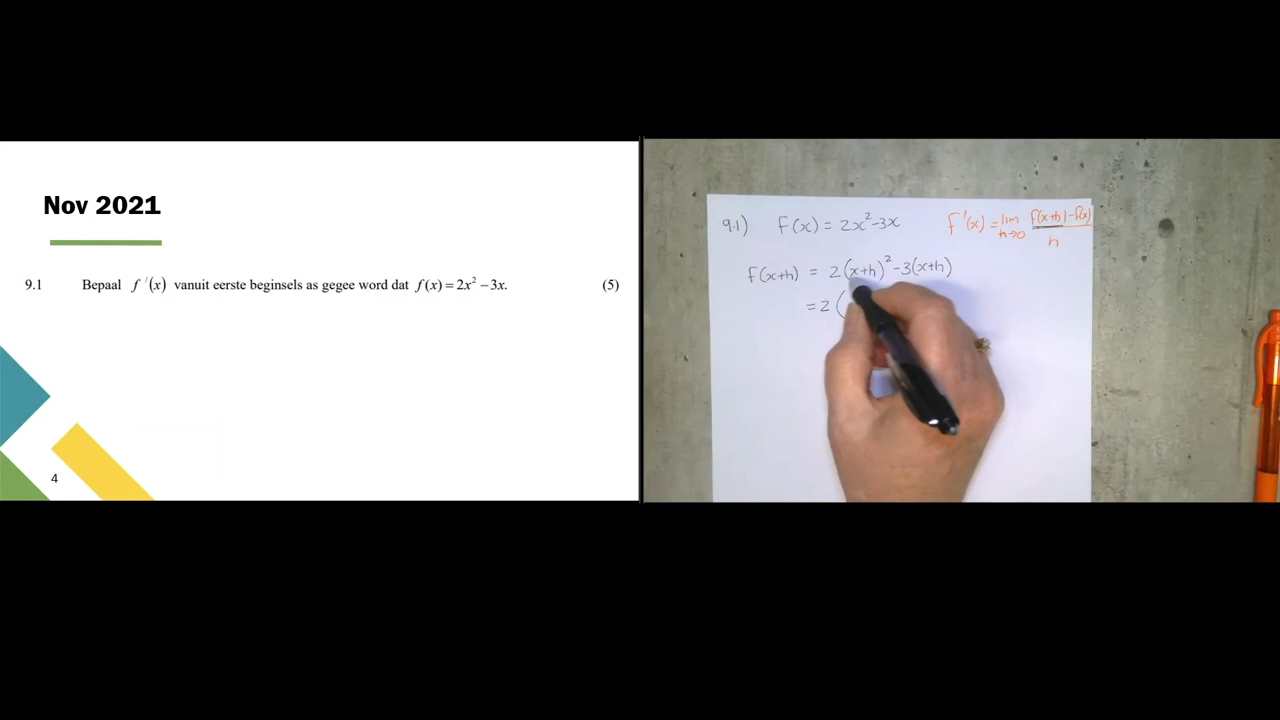 Nov 2021
9.1 Bepaal f ′(x) vanuit eerste beginsels as gegee word dat f(x) = 2x² − 3x. (5)
4
9.1) f(x) = 2x² − 3x
f'(x) = lim h→0 f(x+h) − f(x) / h
f(x+h) = 2(x+h)² − 3(x+h)
= 2(